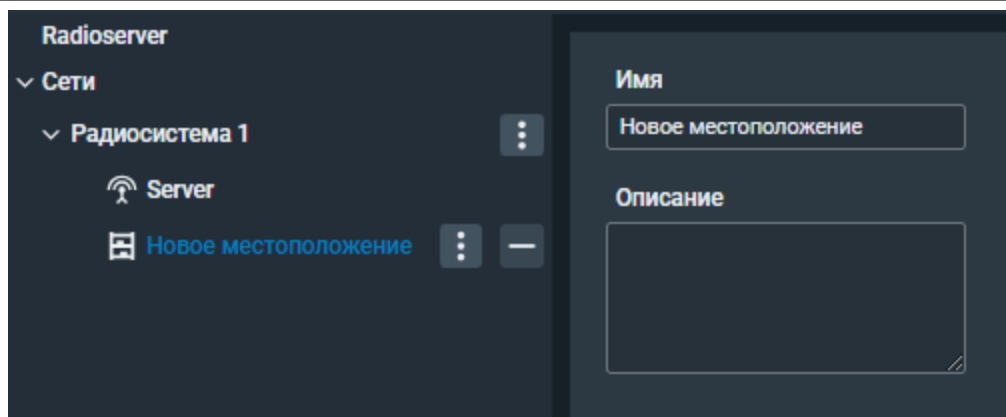 Radioserver
Сети
Радиосистема 1
Server
Новое местоположение
Имя
Новое местоположение
Описание